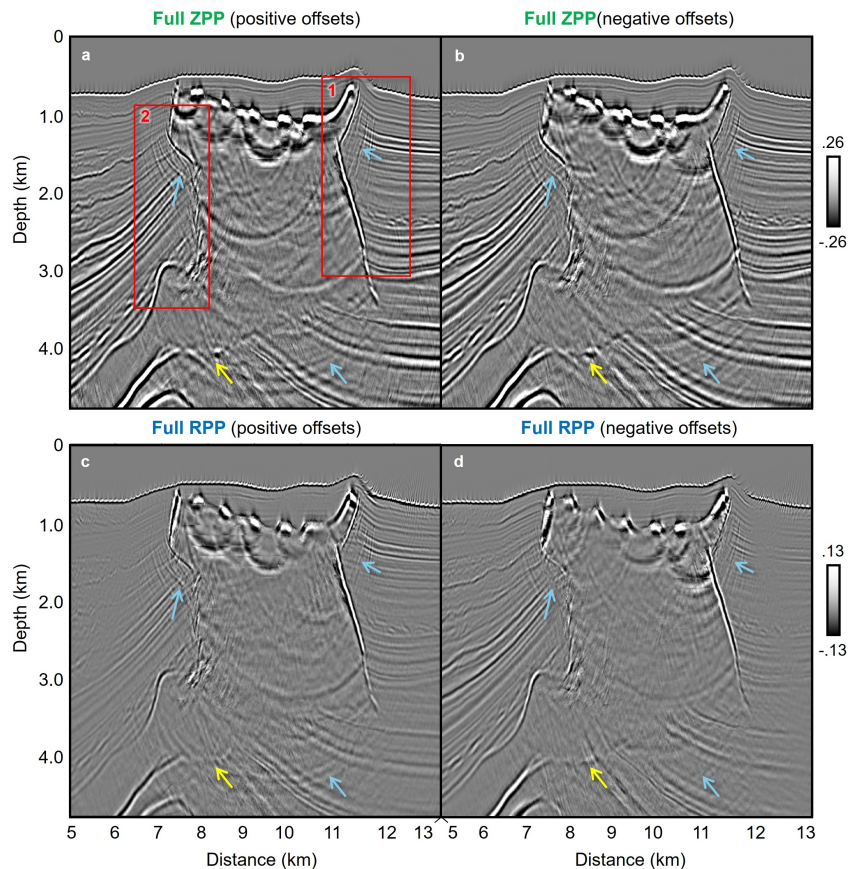 Full ZPP (positive offsets)
Full ZPP(negative offsets)
0
1.0
2.0
3.0
4.0
Depth (km)
a
1
2
b
.26
-.26
Full RPP (positive offsets)
Full RPP (negative offsets)
0
1.0
2.0
3.0
4.0
Depth (km)
c
d
.13
-.13
5 6 7 8 9 10 11 12 13
5 6 7 8 9 10 11 12 13
Distance (km)
Distance (km)